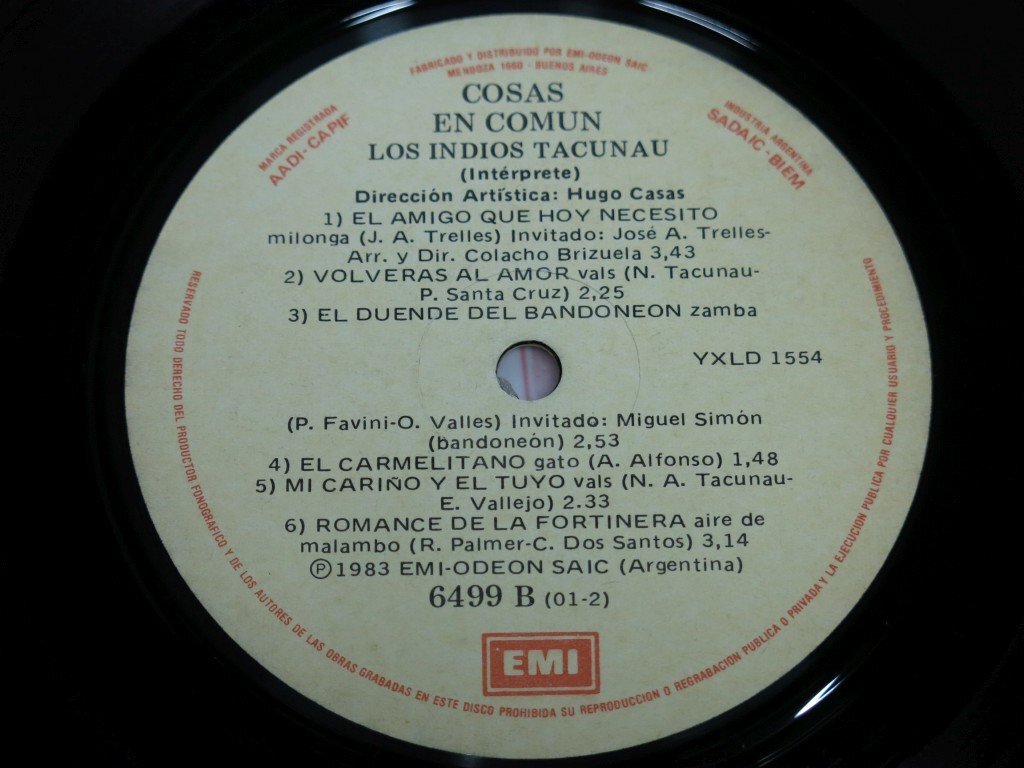 FABRICADO Y DISTRIBUIDO POR EMI-ODEON SAIC
MENDOZA 1660 - BUENOS AIRES
MARCA REGISTRADA
AADI-CAPIF
INDUSTRIA ARGENTINA
SADAIC-BIEM
COSAS
EN COMUN
LOS INDIOS TACUNAU
(Intérprete)
Dirección Artística: Hugo Casas
1) EL AMIGO QUE HOY NECESITO
milonga (J. A. Trelles) Invitado: José A. Trelles-
Arr. y Dir. Colacho Brizuela 3,43
2) VOLVERAS AL AMOR vals (N. Tacunau-
P. Santa Cruz) 2,25
3) EL DUENDE DEL BANDONEON zamba
YXLD 1554
(P. Favini-O. Valles) Invitado: Miguel Simón
(bandoneón) 2,53
4) EL CARMELITANO gato (A. Alfonso) 1,48
5) MI CARIÑO Y EL TUYO vals (N. A. Tacunau-
E. Vallejo) 2.33
6) ROMANCE DE LA FORTINERA aire de
malambo (R. Palmer-C. Dos Santos) 3,14
Ⓟ1983 EMI-ODEON SAIC (Argentina)
6499 B (01-2)
EMI
RESERVADO TODO DERECHO DEL PRODUCTOR FONOGRAFICO Y DE LOS AUTORES DE LAS OBRAS GRABADAS EN ESTE DISCO PROHIBIDA SU REPRODUCCION O REGRABACION PUBLICA O PRIVADA Y LA EJECUCION PUBLICA POR CUALQUIER USUARIO Y PROCEDIMIENTO